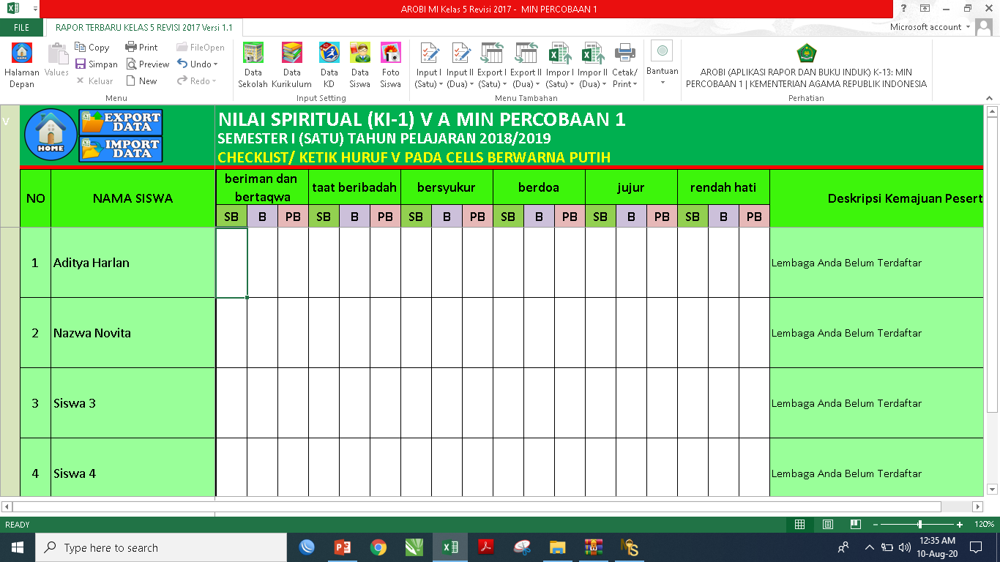 AROBI MI Kelas 5 Revisi 2017 - MIN PERCOBAAN 1
FILE
RAPOR TERBARU KELAS 5 REVISI 2017 Versi 1.1
Microsoft account
Halaman Depan
Values
Copy
Simpan
Keluar
Print
Preview
New
FileOpen
Undo
Redo
Menu
Data Sekolah
Data Kurikulum
Data KD
Data Siswa
Foto Siswa
Input Setting
Input I (Satu)
Input II (Dua)
Export I (Satu)
Export II (Dua)
Impor I (Satu)
Impor II (Dua)
Cetak/ Print
Menu Tambahan
Bantuan
AROBI (APLIKASI RAPOR DAN BUKU INDUK) K-13: MIN
PERCOBAAN 1 | KEMENTERIAN AGAMA REPUBLIK INDONESIA
Perhatian
V
HOME
EXPORT DATA
IMPORT DATA
NILAI SPIRITUAL (KI-1) V A MIN PERCOBAAN 1
SEMESTER I (SATU) TAHUN PELAJARAN 2018/2019
CHECKLIST/ KETIK HURUF V PADA CELLS BERWARNA PUTIH
NO NAMA SISWA beriman dan bertaqwa taat beribadah bersyukur berdoa jujur rendah hati Deskripsi Kemajuan Pesert
SB B PB SB B PB SB B PB SB B PB SB B PB SB B PB
1 Aditya Harlan Lembaga Anda Belum Terdaftar
2 Nazwa Novita Lembaga Anda Belum Terdaftar
3 Siswa 3 Lembaga Anda Belum Terdaftar
4 Siswa 4 Lembaga Anda Belum Terdaftar
READY
120%
Type here to search
12:35 AM
10-Aug-20